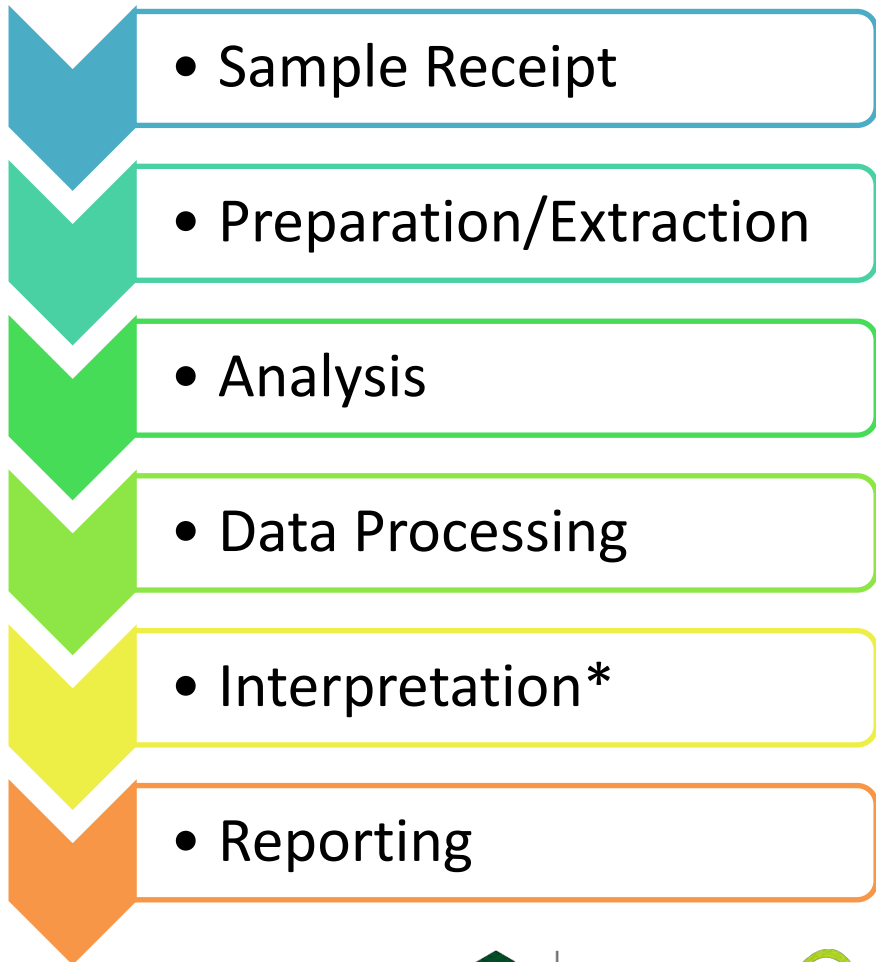 • Sample Receipt
• Preparation/Extraction
• Analysis
• Data Processing
• Interpretation*
• Reporting